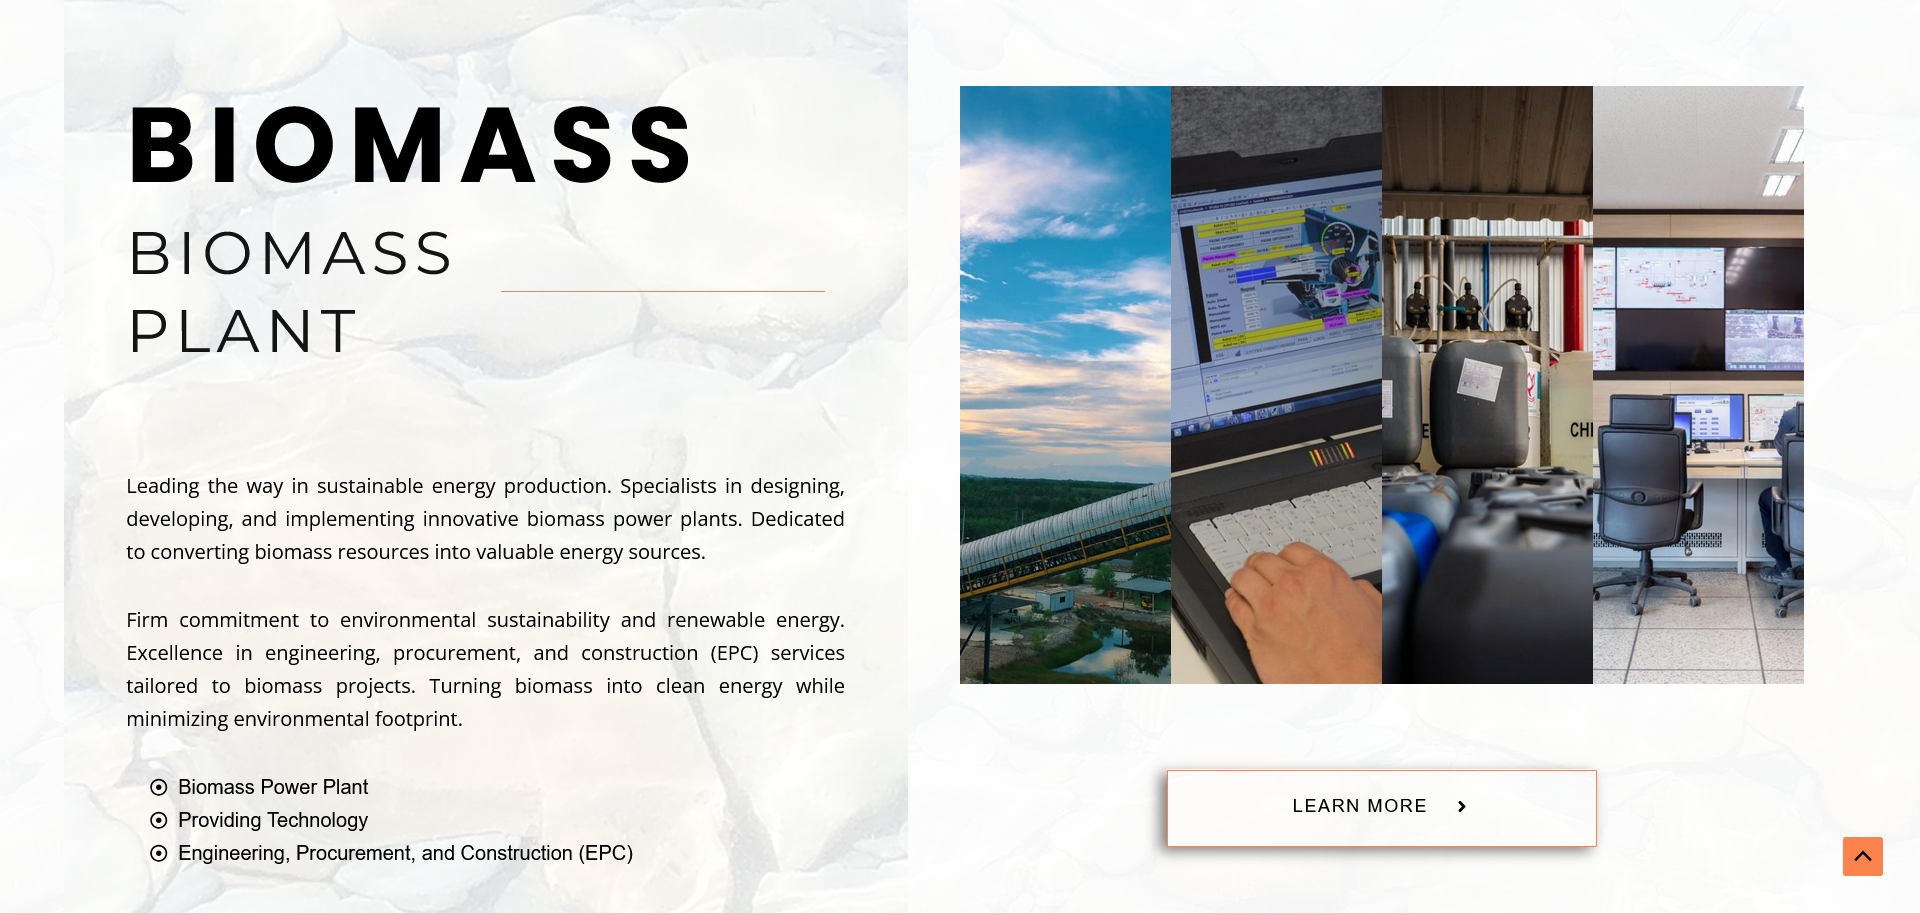 BIOMASS
BIOMASS
PLANT
Leading the way in sustainable energy production. Specialists in designing,
developing, and implementing innovative biomass power plants. Dedicated
to converting biomass resources into valuable energy sources.
Firm commitment to environmental sustainability and renewable energy.
Excellence in engineering, procurement, and construction (EPC) services
tailored to biomass projects. Turning biomass into clean energy while
minimizing environmental footprint.
Biomass Power Plant
Providing Technology
Engineering, Procurement, and Construction (EPC)
CHE
LEARN MORE